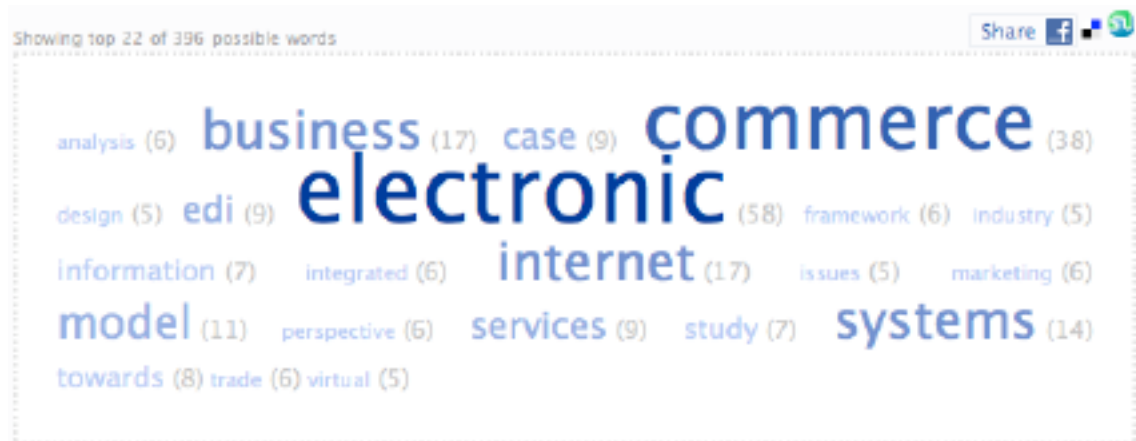 Showing top 22 of 396 possible words
Share
analysis (6) business (17) case (9) commerce (38)
design (5) edi (9) electronic (58) framework (6) industry (5)
information (7) integrated (6) internet (17) issues (5) marketing (6)
model (11) perspective (6) services (9) study (7) systems (14)
towards (8) trade (6) virtual (5)